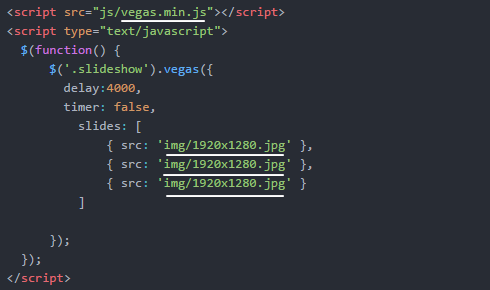 <script src="js/vegas.min.js"></script>
<script type="text/javascript">
  $(function() {
      $('.slideshow').vegas({
        delay:4000,
        timer: false,
          slides: [
              { src: 'img/1920x1280.jpg' },
              { src: 'img/1920x1280.jpg' },
              { src: 'img/1920x1280.jpg' }
          ]

      });
  });
</script>